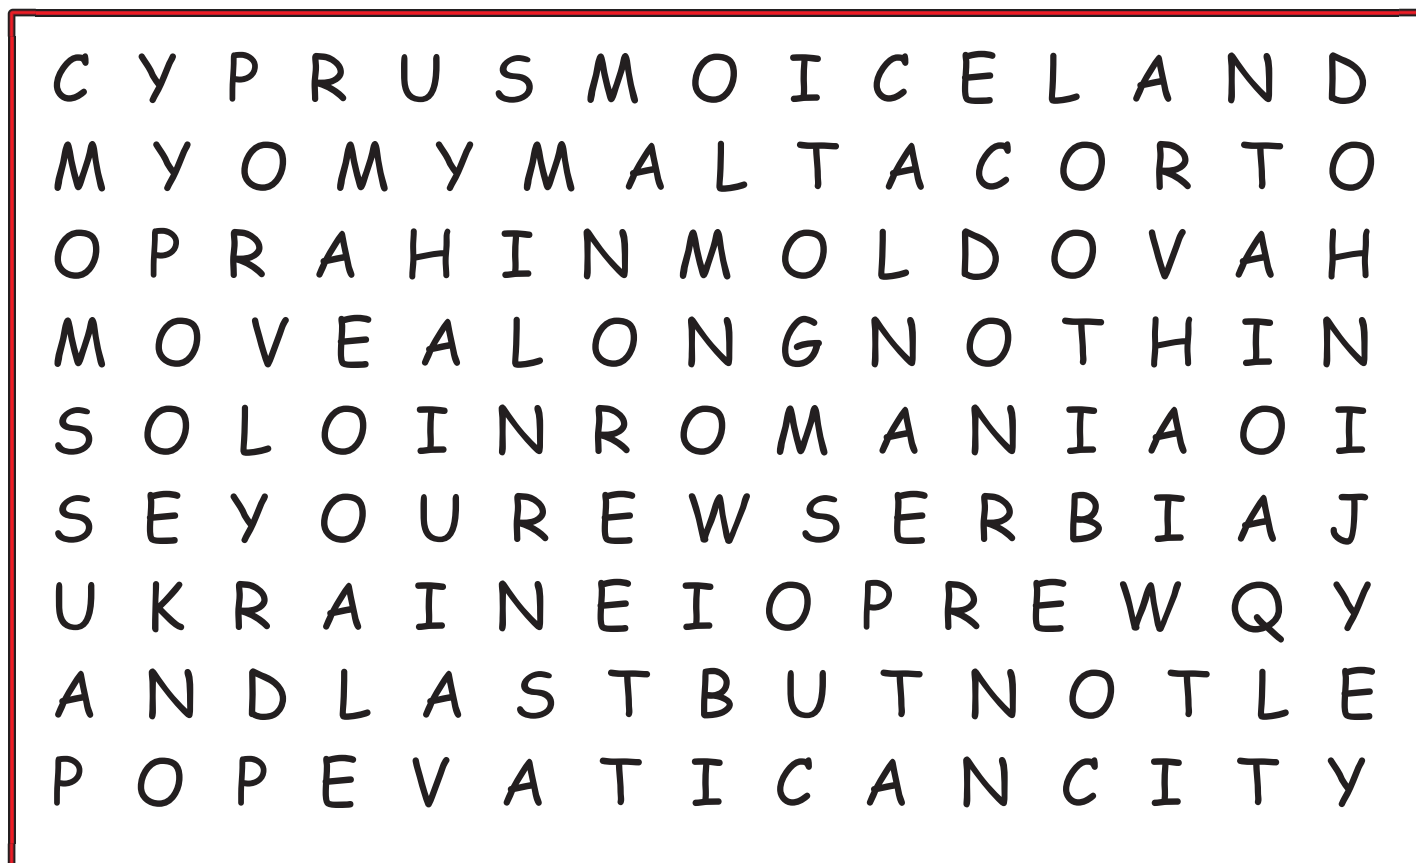 C Y P R U S M O I C E L A N D
M Y O M Y M A L T A C O R T O
O P R A H I N M O L D O V A H
M O V E A L O N G N O T H I N
S O L O I N R O M A N I A O I
S E Y O U R E W S E R B I A J
U K R A I N E I O P R E W Q Y
A N D L A S T B U T N O T L E
P O P E V A T I C A N C I T Y